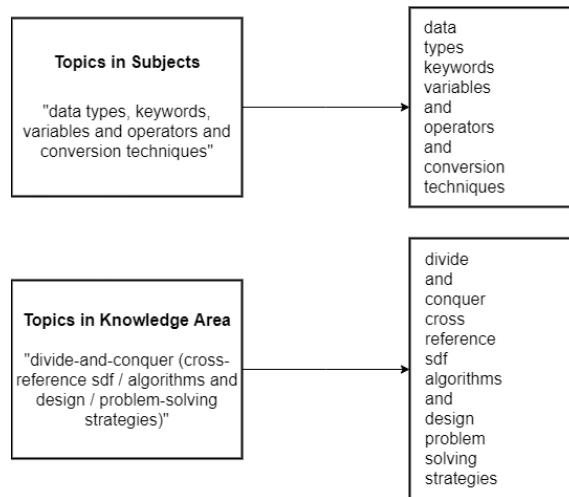 Topics in Subjects
"data types, keywords,
variables and operators and
conversion techniques"
data
types
keywords
variables
and
operators
and
conversion
techniques
Topics in Knowledge Area
"divide-and-conquer (cross-
reference sdf / algorithms and
design / problem-solving
strategies)"
divide
and
conquer
cross
reference
sdf
algorithms
and
design
problem
solving
strategies